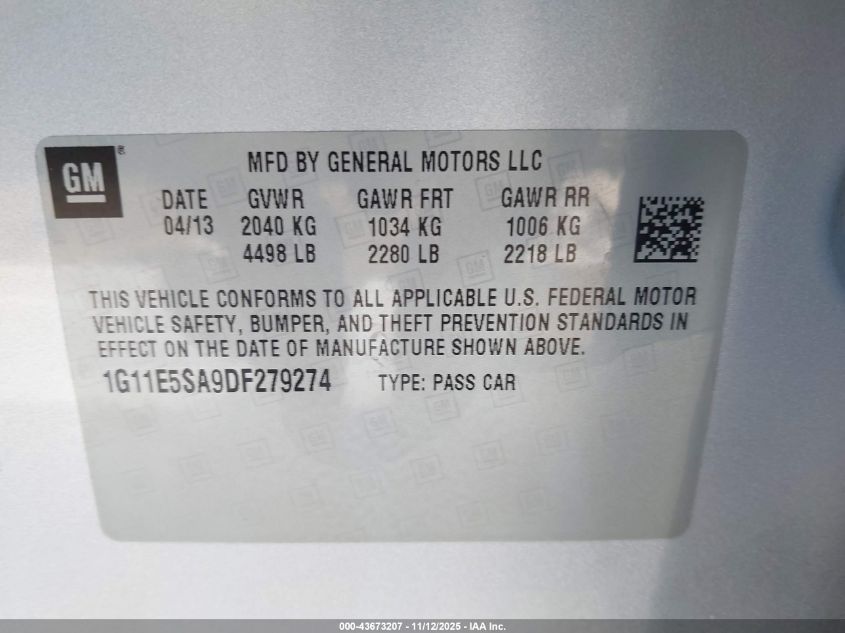 GM ®
MFD BY GENERAL MOTORS LLC
DATE GVWR GAWR FRT GAWR RR
04/13 2040 KG 1034 KG 1006 KG
4498 LB 2280 LB 2218 LB
THIS VEHICLE CONFORMS TO ALL APPLICABLE U.S. FEDERAL MOTOR
VEHICLE SAFETY, BUMPER, AND THEFT PREVENTION STANDARDS IN
EFFECT ON THE DATE OF MANUFACTURE SHOWN ABOVE.
1G11E5SA9DF279274 TYPE: PASS CAR
000-43673207 - 11/12/2025 - IAA Inc.